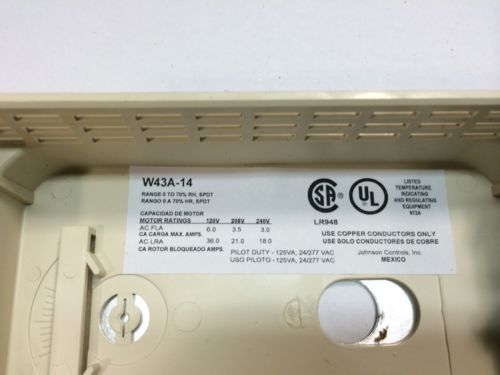 W43A-14
RANGE 0 TO 70% RH, SPDT
RANGO 0 A 70% HR, SPDT
CAPACIDAD DE MOTOR
MOTOR RATINGS 120V 208V 240V
AC FLA 6.0 3.5 3.0
CA CARGA MAX. AMPS.
AC LRA 36.0 21.0 18.0
CA ROTOR BLOQUEADO AMPS.
PILOT DUTY - 125VA, 24/277 VAC
USO PILOTO - 125VA, 24/277 VAC
SA
LR948
UL
LISTED
TEMPERATURE
INDICATING
AND REGULATING
EQUIPMENT
972A
USE COPPER CONDUCTORS ONLY
USE SOLO CONDUCTORES DE COBRE
Johnson Controls, Inc.
MEXICO